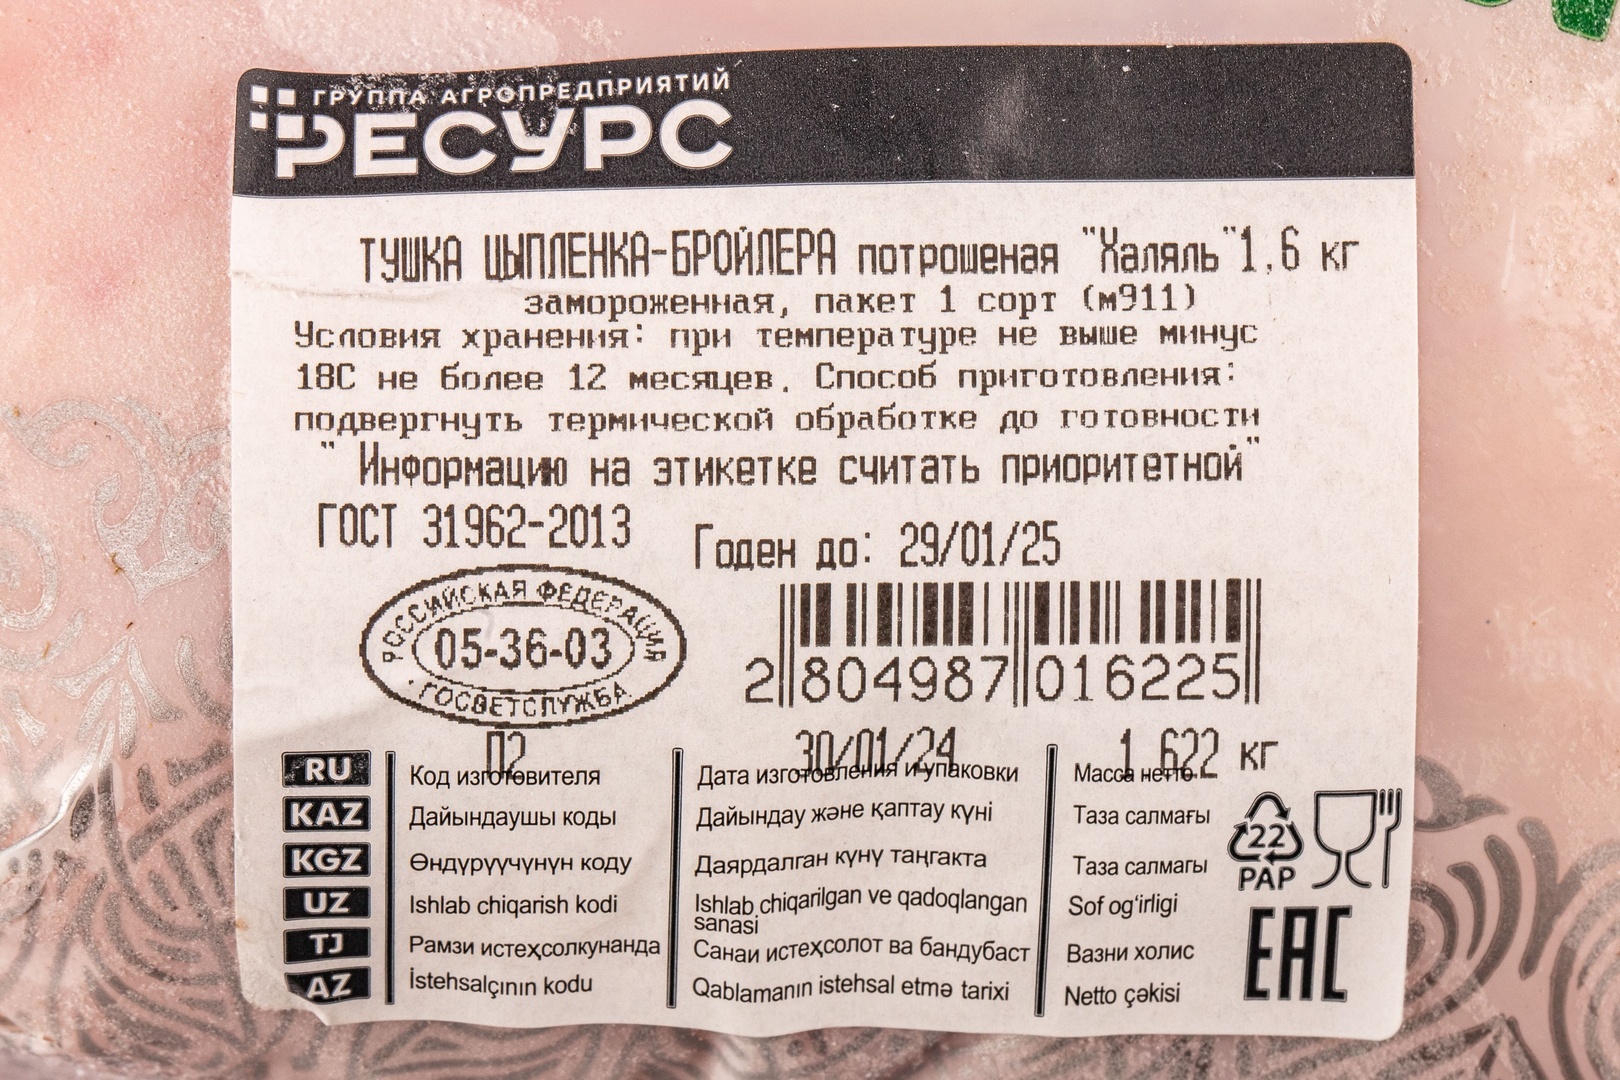 ГРУППА АГРОПРЕДПРИЯТИЙ
РЕСУРС
ТУШКА ЦЫПЛЕНКА-БРОЙЛЕРА потрошеная "Халяль"1,6 кг
замороженная, пакет 1 сорт (м911)
Условия хранения: при температуре не выше минус
18С не более 12 месяцев. Способ приготовления:
подвергнуть термической обработке до готовности
" Информацию на этикетке считать приоритетной"
ГОСТ 31962-2013
Годен до: 29/01/25
РОССИЙСКАЯ ФЕДЕРАЦИЯ
05-36-03
ГОСВЕТСЛУЖБА
2 804987 016225
П2 30/01/24 1 622 кг
RU Код изготовителя Дата изготовления и упаковки Масса нетто:
KAZ Дайындаушы коды Дайындау және қаптау күні Таза салмағы
KGZ Өндүрүүчүнүн коду Даярдалган күнү таңгакта Таза салмагы
UZ Ishlab chiqarish kodi Ishlab chiqarilgan ve qadoqlangan sanasi Sof og‘irligi
TJ Рамзи истеҳсолкунанда Санаи истеҳсолот ва бандубаст Вазни холис
AZ İstehsalçının kodu Qablamanın istehsal etmə tarixi Netto çəkisi
22
PAP
EAC